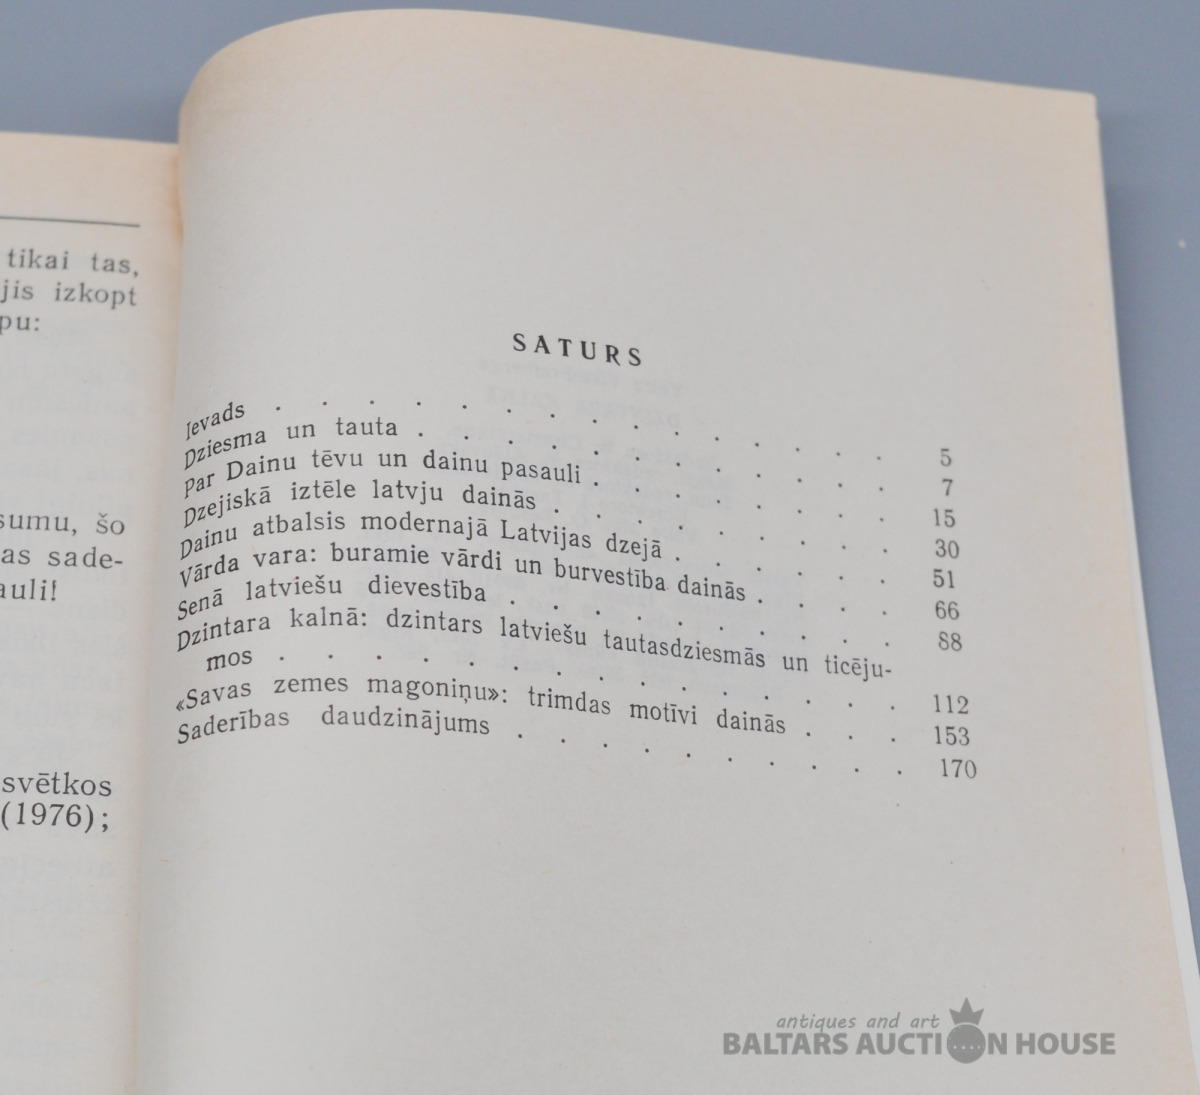 tikai tas,
jis izkopt
pu:
sumu, šo
as sade-
auli!
svētkos
(1976);
SATURS
Ievads . . . . . . . . . . . . . . 5
Dziesma un tauta . . . . . . . . . . . 7
Par Dainu tēvu un dainu pasauli . . . . . . . 15
Dzejiskā iztēle latvju dainās . . . . . . . . 30
Dainu atbalsis modernajā Latvijas dzejā . . . . . 51
Vārda vara: buramie vārdi un burvestība dainās . . . . 66
Senā latviešu dievestība . . . . . . . . . 88
Dzintara kalnā: dzintars latviešu tautasdziesmās un ticēju-
mos . . . . . . . . . . . . . . 112
«Savas zemes magoniņu»: trimdas motīvi dainās . . . 153
Saderības daudzinājums . . . . . . . . . . 170
antiques and art
BALTARS AUCTION HOUSE